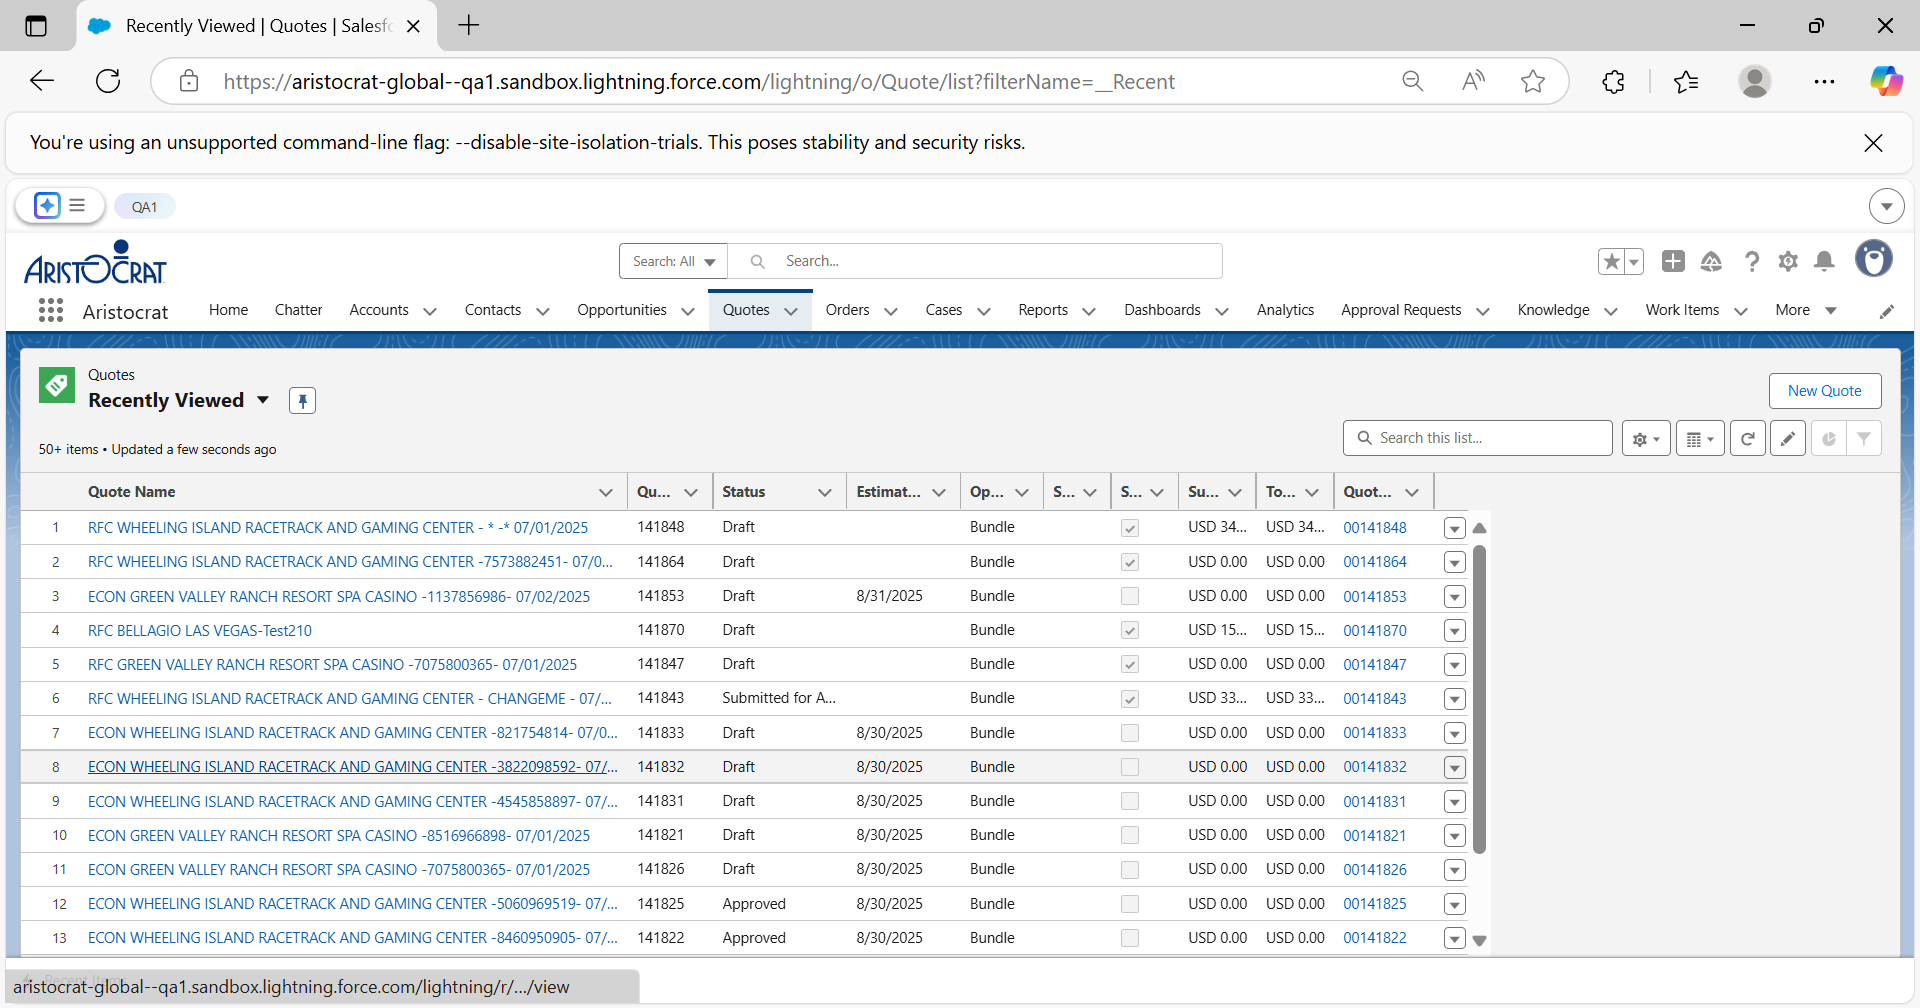 Recently Viewed | Quotes | Salesfc
https://aristocrat-global--qa1.sandbox.lightning.force.com/lightning/o/Quote/list?filterName=__Recent
You're using an unsupported command-line flag: --disable-site-isolation-trials. This poses stability and security risks.
QA1
ARISTOCRAT
Search: All
Search...
Aristocrat
Home
Chatter
Accounts
Contacts
Opportunities
Quotes
Orders
Cases
Reports
Dashboards
Analytics
Approval Requests
Knowledge
Work Items
More
Quotes
Recently Viewed
New Quote
50+ items • Updated a few seconds ago
Search this list...
Quote Name Qu... Status Estimat... Op... S... S... Su... To... Quot...
1 RFC WHEELING ISLAND RACETRACK AND GAMING CENTER - * -* 07/01/2025 141848 Draft Bundle USD 34... USD 34... 00141848
2 RFC WHEELING ISLAND RACETRACK AND GAMING CENTER -7573882451- 07/0... 141864 Draft Bundle USD 0.00 USD 0.00 00141864
3 ECON GREEN VALLEY RANCH RESORT SPA CASINO -1137856986- 07/02/2025 141853 Draft 8/31/2025 Bundle USD 0.00 USD 0.00 00141853
4 RFC BELLAGIO LAS VEGAS-Test210 141870 Draft Bundle USD 15... USD 15... 00141870
5 RFC GREEN VALLEY RANCH RESORT SPA CASINO -7075800365- 07/01/2025 141847 Draft Bundle USD 0.00 USD 0.00 00141847
6 RFC WHEELING ISLAND RACETRACK AND GAMING CENTER - CHANGEME - 07/... 141843 Submitted for A... Bundle USD 33... USD 33... 00141843
7 ECON WHEELING ISLAND RACETRACK AND GAMING CENTER -821754814- 07/0... 141833 Draft 8/30/2025 Bundle USD 0.00 USD 0.00 00141833
8 ECON WHEELING ISLAND RACETRACK AND GAMING CENTER -3822098592- 07/... 141832 Draft 8/30/2025 Bundle USD 0.00 USD 0.00 00141832
9 ECON WHEELING ISLAND RACETRACK AND GAMING CENTER -4545858897- 07/... 141831 Draft 8/30/2025 Bundle USD 0.00 USD 0.00 00141831
10 ECON GREEN VALLEY RANCH RESORT SPA CASINO -8516966898- 07/01/2025 141821 Draft 8/30/2025 Bundle USD 0.00 USD 0.00 00141821
11 ECON GREEN VALLEY RANCH RESORT SPA CASINO -7075800365- 07/01/2025 141826 Draft 8/30/2025 Bundle USD 0.00 USD 0.00 00141826
12 ECON WHEELING ISLAND RACETRACK AND GAMING CENTER -5060969519- 07/... 141825 Approved 8/30/2025 Bundle USD 0.00 USD 0.00 00141825
13 ECON WHEELING ISLAND RACETRACK AND GAMING CENTER -8460950905- 07/... 141822 Approved 8/30/2025 Bundle USD 0.00 USD 0.00 00141822
Recent Items
aristocrat-global--qa1.sandbox.lightning.force.com/lightning/r/.../view